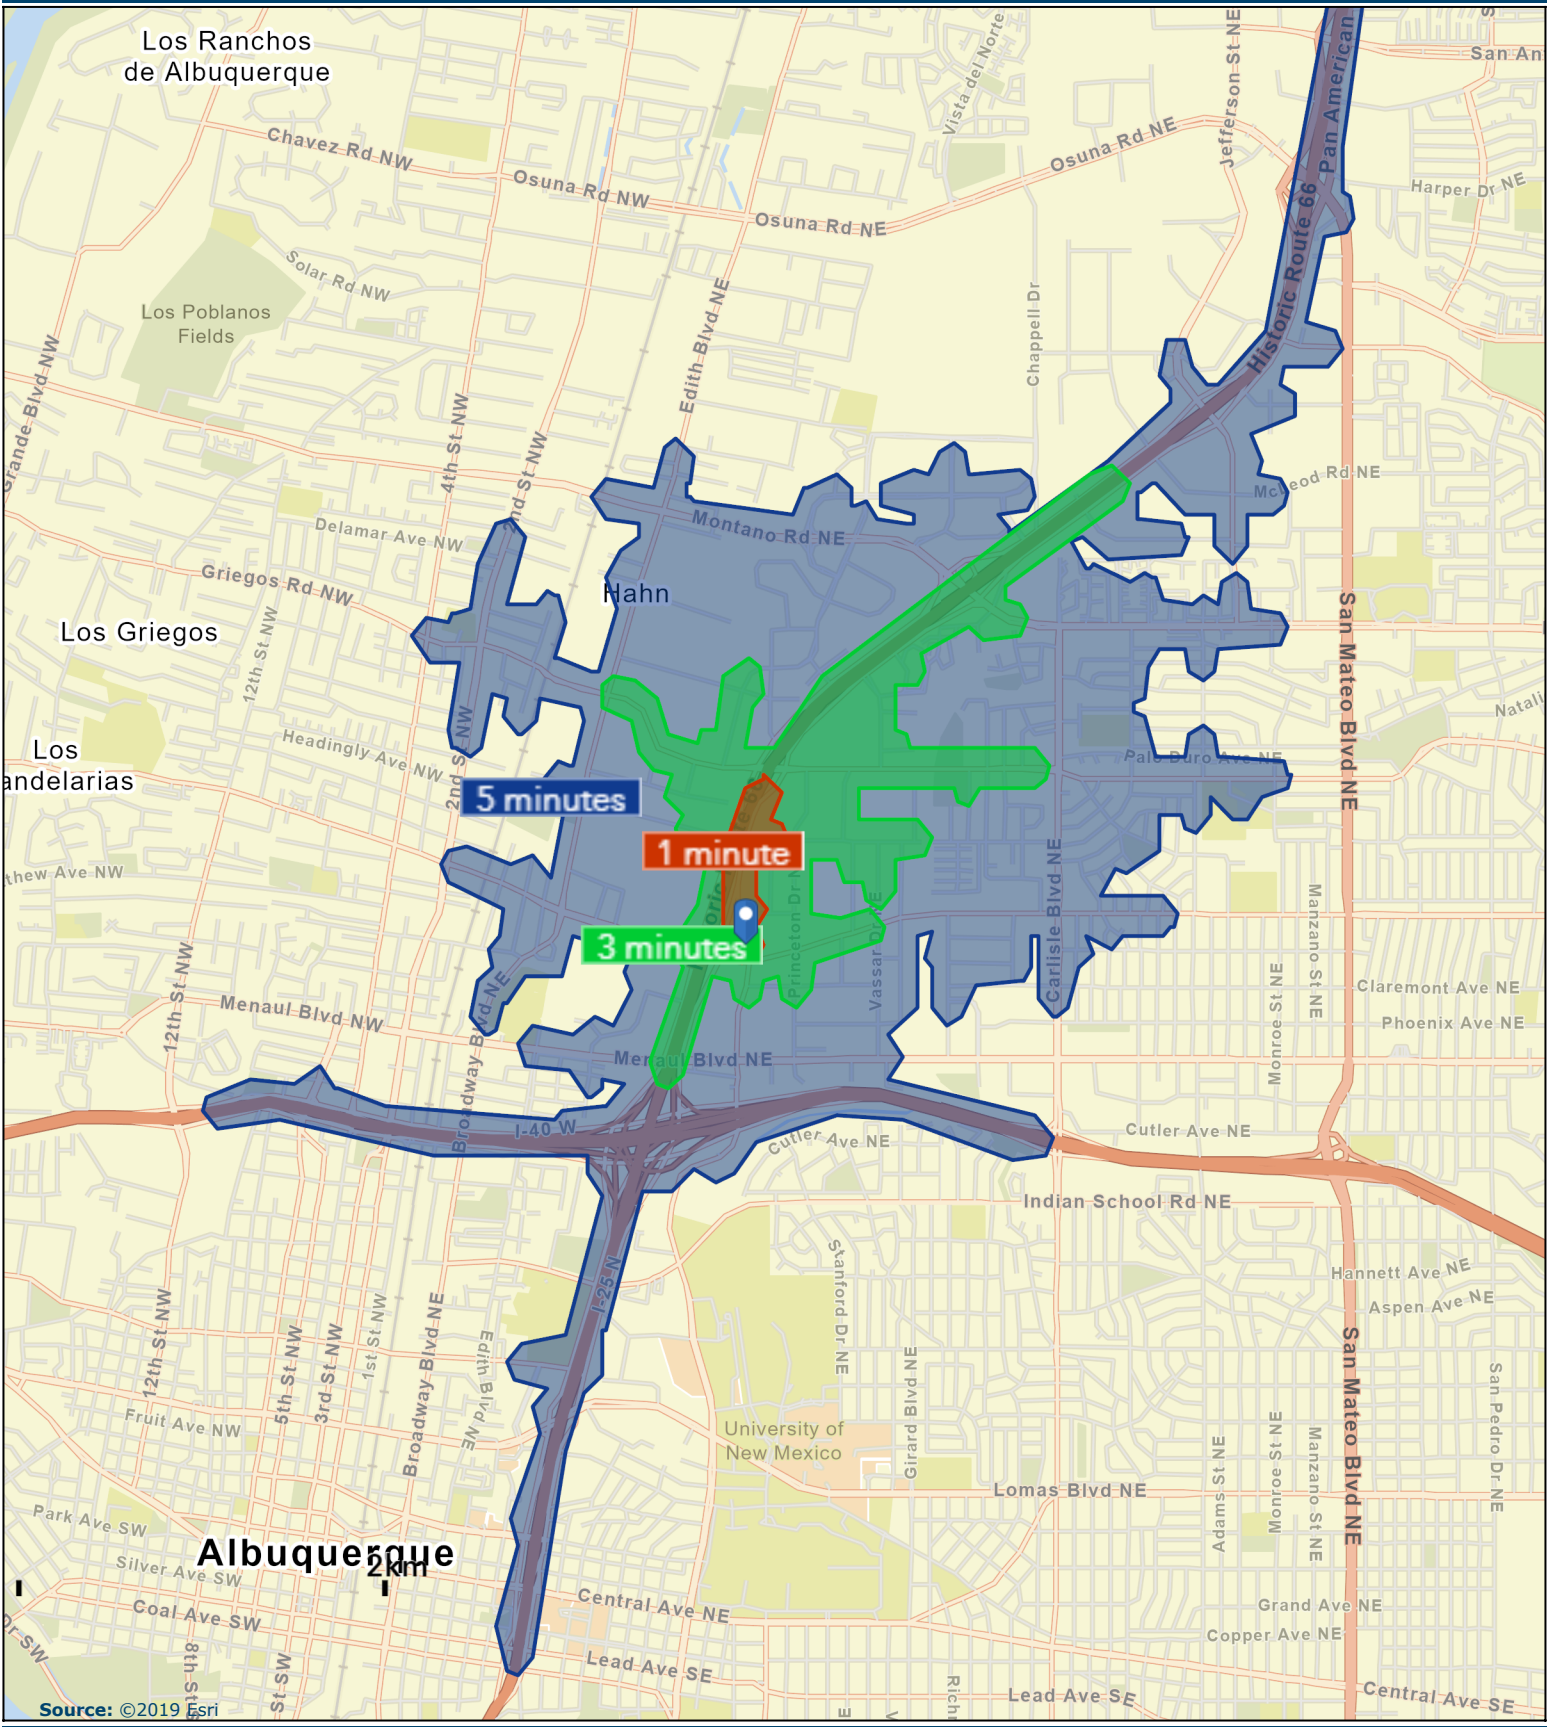 Los Ranchos
de Albuquerque
Chavez Rd NW
Osuna Rd NW
Osuna Rd NE
Osuna Rd NE
Vista del Norte
Jefferson St NE
Pan American
San An
Harper Dr NE
Solar Rd NW
Los Poblanos
Fields
Grande Blvd NW
Edith Blvd NE
Chappell Dr
Historic Route 66
4th St NW
2nd St NW
McLeod Rd NE
Delamar Ave NW
Montano Rd NE
Griegos Rd NW
Hahn
Los Griegos
12th St NW
San Mateo Blvd NE
Natali
Los
andelarias
Headingly Ave NW
2nd St NW
Palo Duro Ave NE
5 minutes
1 minute
3 minutes
thew Ave NW
Princeton Dr N
Vassar Dr NE
Carlisle Blvd NE
Manzano St NE
Monroe St NE
Claremont Ave NE
Phoenix Ave NE
12th St NW
Menaul Blvd NW
Broadway Blvd NE
Menaul Blvd NE
I-40 W
Cutler Ave NE
Cutler Ave NE
Indian School Rd NE
I-25 N
Stanford Dr NE
Hannett Ave NE
Aspen Ave NE
12th St NW
5th St NW
3rd St NW
1st St NW
Broadway Blvd NE
Edith Blvd NE
Girard Blvd NE
San Mateo Blvd NE
San Pedro Dr NE
Fruit Ave NW
University of
New Mexico
Adams St NE
Monroe St NE
Manzano St NE
Lomas Blvd NE
Park Ave SW
Albuquerque
2km
Silver Ave SW
Coal Ave SW
Central Ave NE
Grand Ave NE
Copper Ave NE
Dr SW
8th St S
St SW
Lead Ave SE
Richr
Lead Ave SE
Central Ave SE
Source: ©2019 Esri